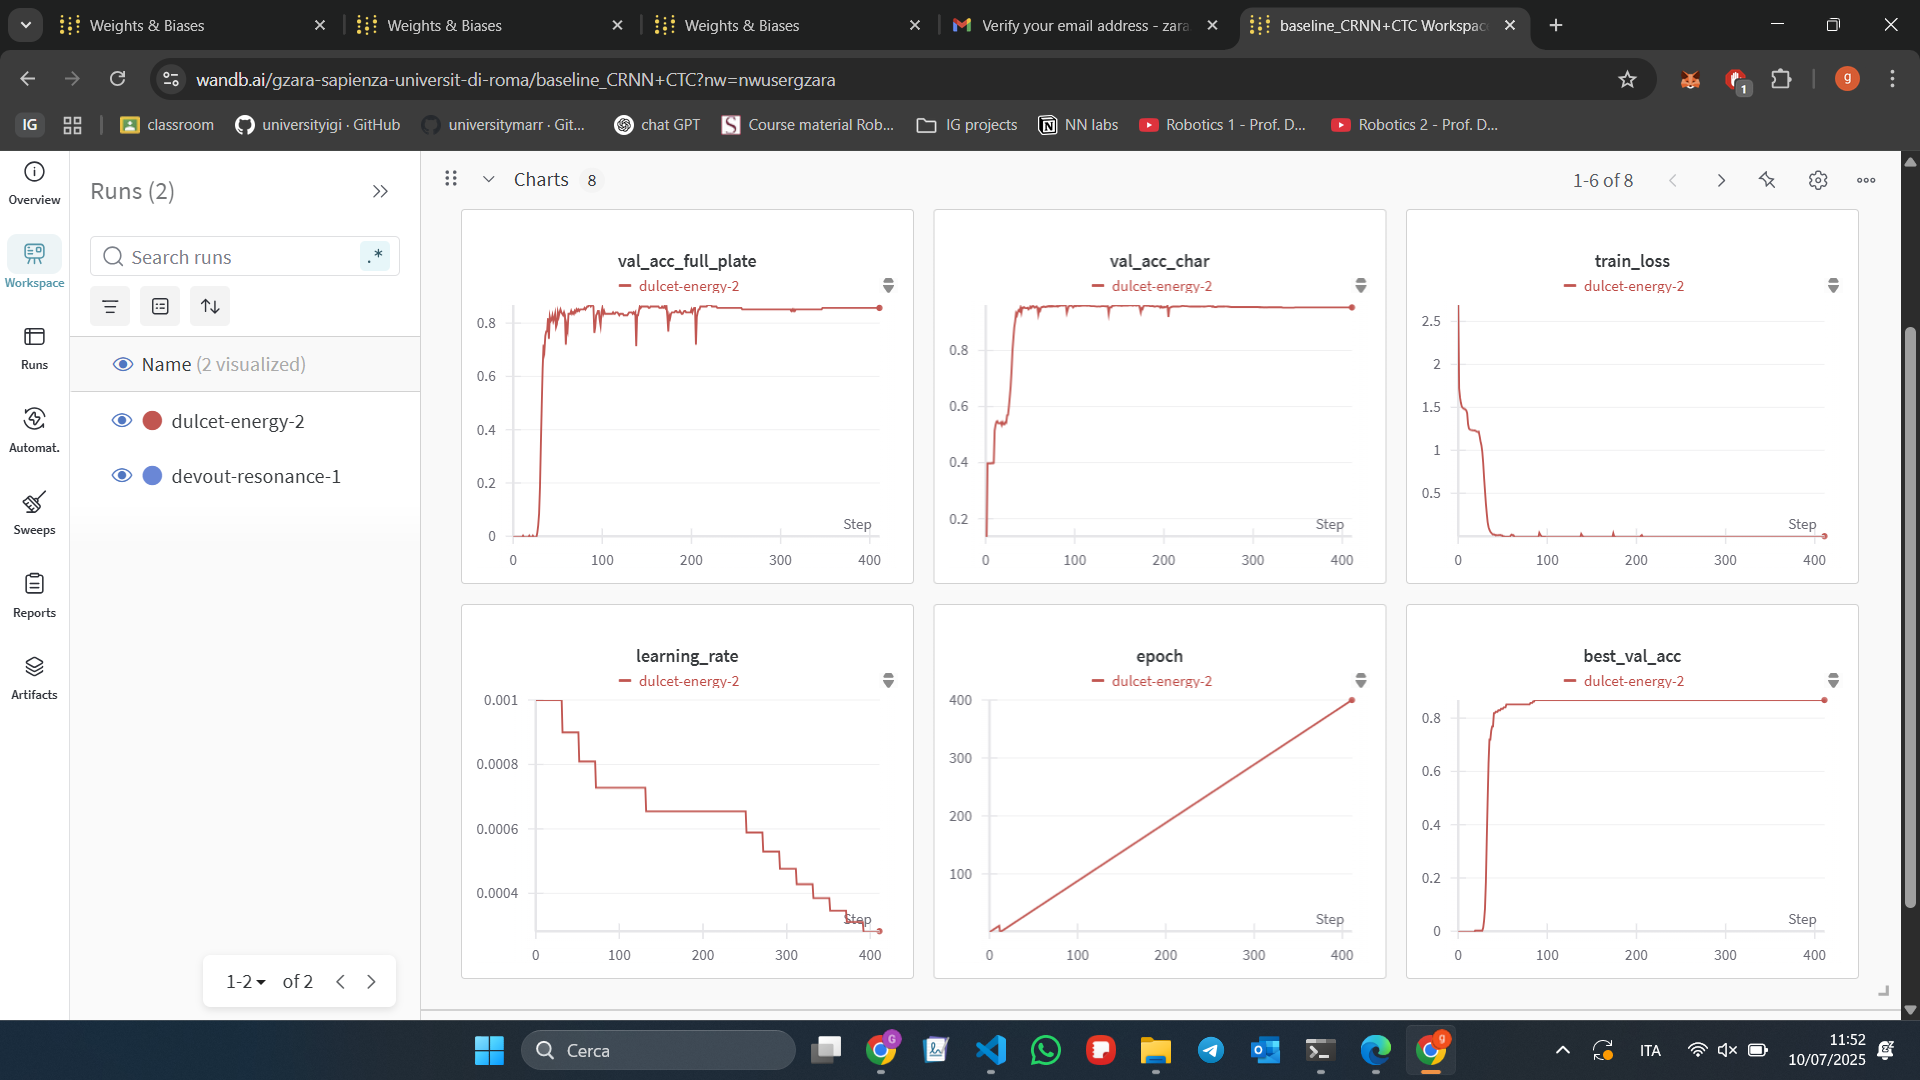 Weights & Biases
Weights & Biases
Weights & Biases
Verify your email address - zara
baseline_CRNN+CTC Workspac
wandb.ai/gzara-sapienza-universit-di-roma/baseline_CRNN+CTC?nw=nwusergzara
1
g
IG
classroom
universityigi · GitHub
universitymarr · Git...
chat GPT
Course material Rob...
IG projects
NN labs
Robotics 1 - Prof. D...
Robotics 2 - Prof. D...
Overview
Workspace
Runs
Automat.
Sweeps
Reports
Artifacts
Runs (2)
Search runs
.*
Name (2 visualized)
dulcet-energy-2
devout-resonance-1
1-2 of 2
Charts 8
1-6 of 8
val_acc_full_plate
dulcet-energy-2
0.8
0.6
0.4
0.2
0
Step
0 100 200 300 400
val_acc_char
dulcet-energy-2
0.8
0.6
0.4
0.2
Step
0 100 200 300 400
train_loss
dulcet-energy-2
2.5
2
1.5
1
0.5
Step
0 100 200 300 400
learning_rate
dulcet-energy-2
0.001
0.0008
0.0006
0.0004
Step
0 100 200 300 400
epoch
dulcet-energy-2
400
300
200
100
Step
0 100 200 300 400
best_val_acc
dulcet-energy-2
0.8
0.6
0.4
0.2
0
Step
0 100 200 300 400
Cerca
G
g
ITA
11:52
10/07/2025